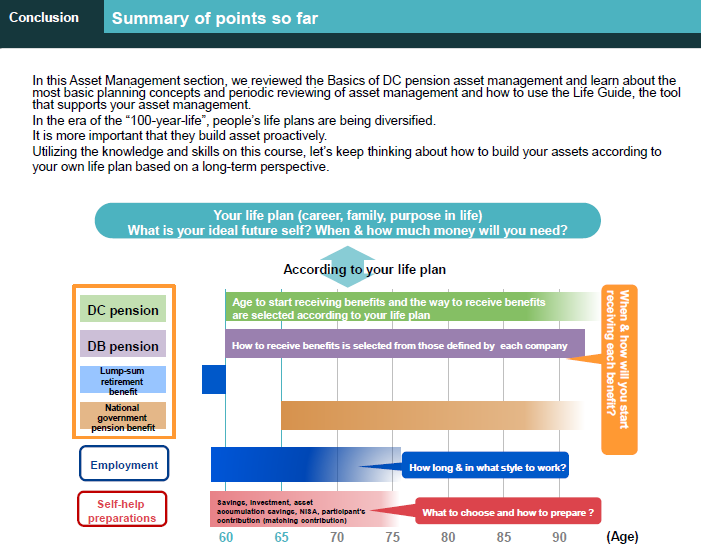 Conclusion
Summary of points so far
In this Asset Management section, we reviewed the Basics of DC pension asset management and learn about the
most basic planning concepts and periodic reviewing of asset management and how to use the Life Guide, the tool
that supports your asset management.
In the era of the “100-year-life”, people’s life plans are being diversified.
It is more important that they build asset proactively.
Utilizing the knowledge and skills on this course, let’s keep thinking about how to build your assets according to
your own life plan based on a long-term perspective.
Your life plan (career, family, purpose in life)
What is your ideal future self? When & how much money will you need?
According to your life plan
DC pension
Age to start receiving benefits and the way to receive benefits
are selected according to your life plan
DB pension
How to receive benefits is selected from those defined by each company
Lump-sum
retirement
benefit
National
government
pension benefit
When & how will you start
receiving each benefit?
Employment
How long & in what style to work?
Self-help
preparations
Savings, investment, asset
accumulation savings, NISA, participant's
contribution (matching contribution)
What to choose and how to prepare ?
60 65 70 75 80 85 90 (Age)